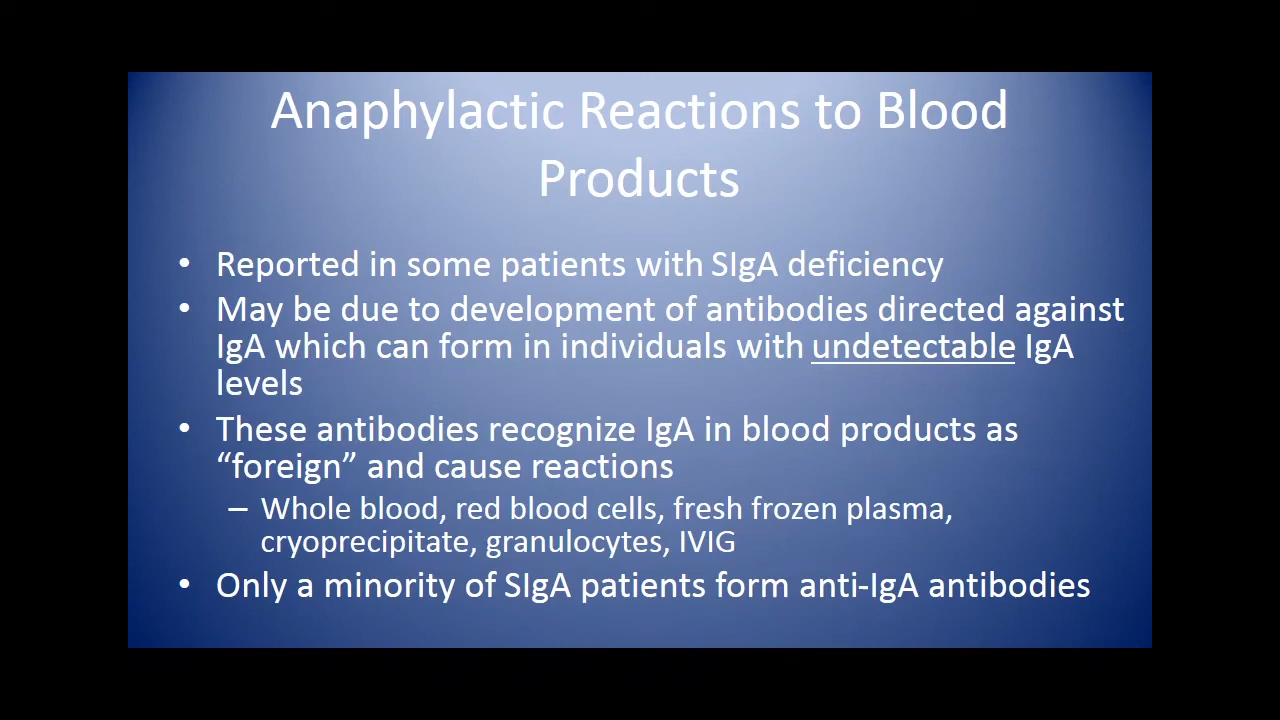 Anaphylactic Reactions to Blood
Products
• Reported in some patients with SIgA deficiency
• May be due to development of antibodies directed against
IgA which can form in individuals with undetectable IgA
levels
• These antibodies recognize IgA in blood products as
“foreign” and cause reactions
– Whole blood, red blood cells, fresh frozen plasma,
cryoprecipitate, granulocytes, IVIG
• Only a minority of SIgA patients form anti-IgA antibodies